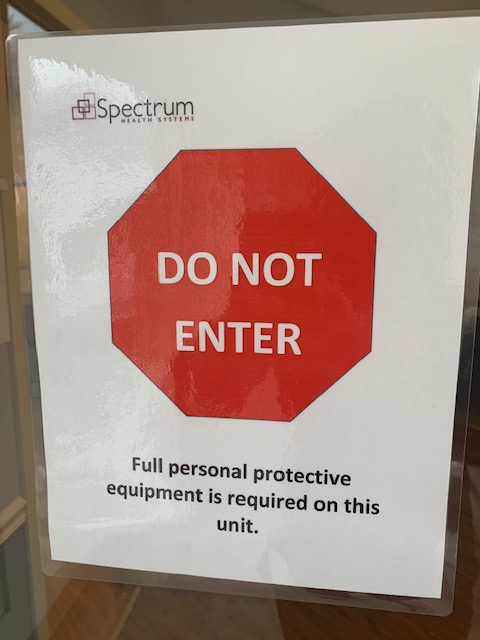 Spectrum
HEALTH SYSTEMS
DO NOT
ENTER
Full personal protective
equipment is required on this
unit.